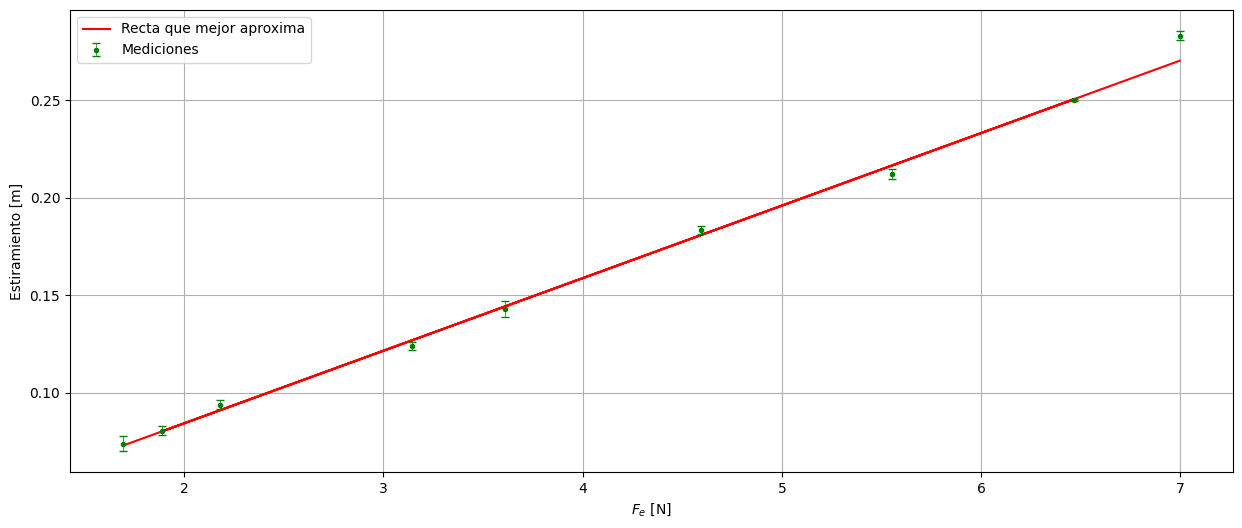 Recta que mejor aproxima
Mediciones
Estiramiento [m]
0.25
0.20
0.15
0.10
2 3 4 5 6 7
Fₑ [N]